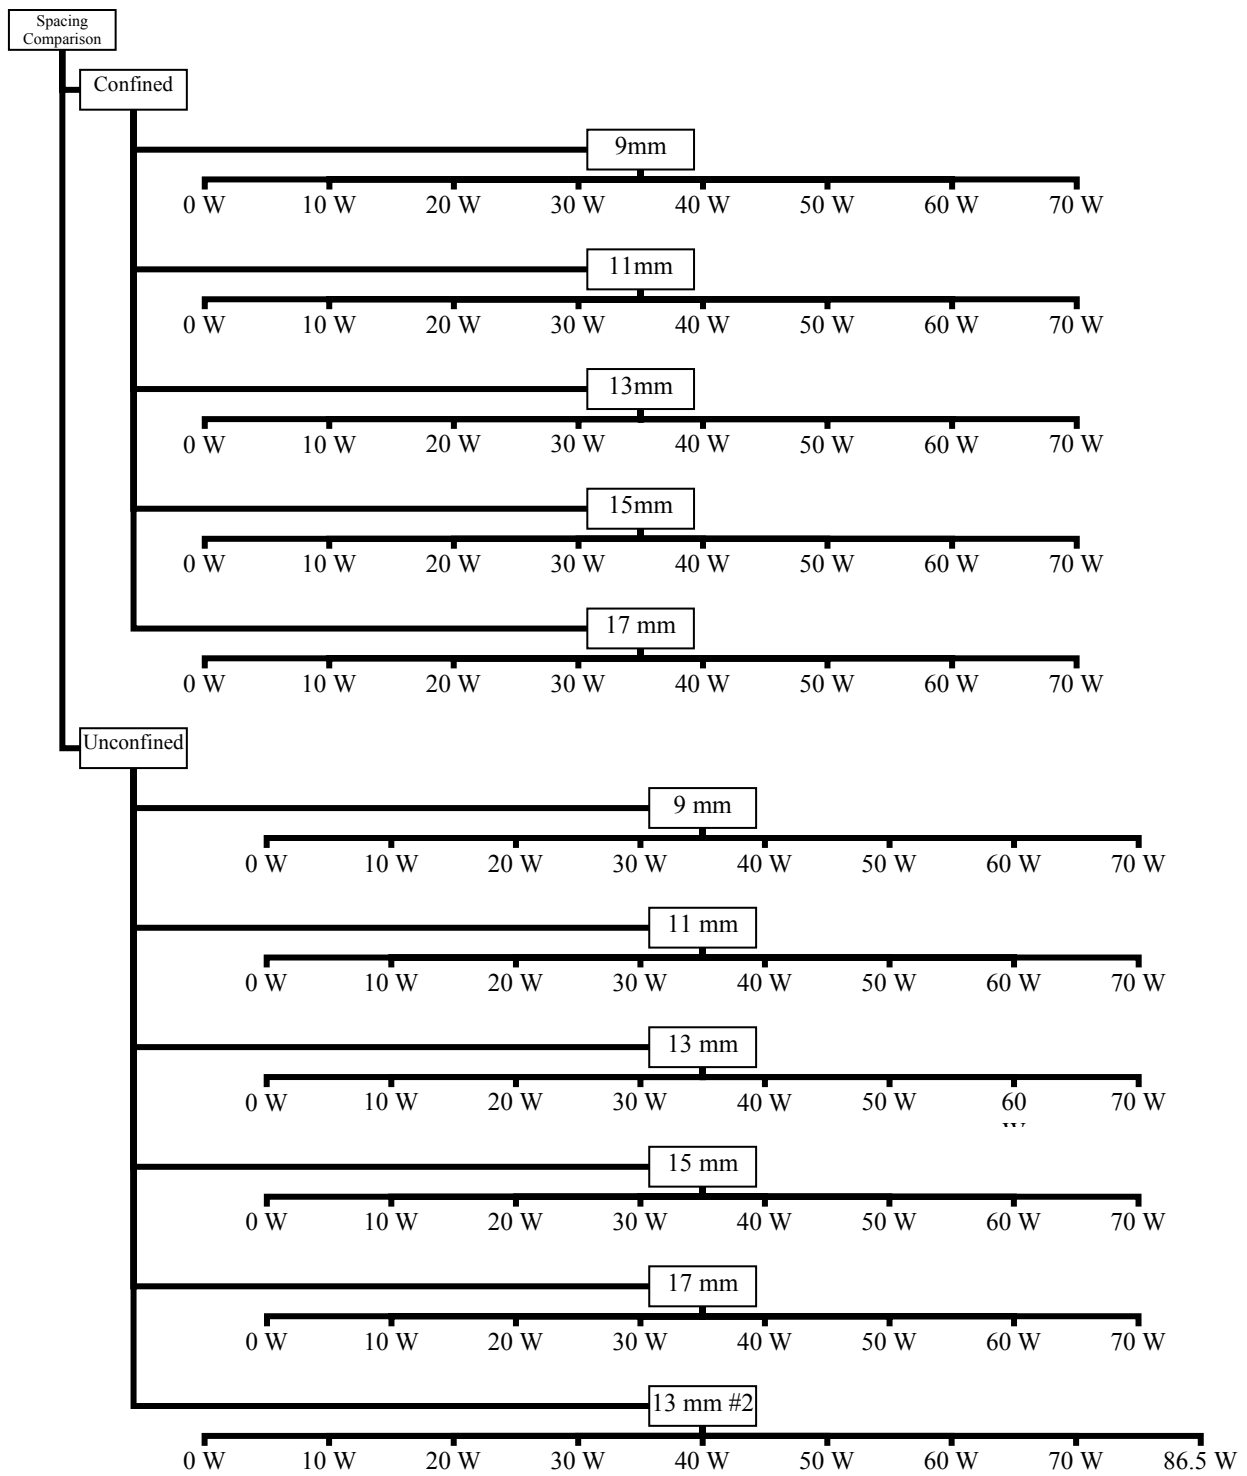 Spacing
Comparison
Confined
9mm
0 W 10 W 20 W 30 W 40 W 50 W 60 W 70 W
11mm
0 W 10 W 20 W 30 W 40 W 50 W 60 W 70 W
13mm
0 W 10 W 20 W 30 W 40 W 50 W 60 W 70 W
15mm
0 W 10 W 20 W 30 W 40 W 50 W 60 W 70 W
17 mm
0 W 10 W 20 W 30 W 40 W 50 W 60 W 70 W
Unconfined
9 mm
0 W 10 W 20 W 30 W 40 W 50 W 60 W 70 W
11 mm
0 W 10 W 20 W 30 W 40 W 50 W 60 W 70 W
13 mm
0 W 10 W 20 W 30 W 40 W 50 W 60 70 W
W
15 mm
0 W 10 W 20 W 30 W 40 W 50 W 60 W 70 W
17 mm
0 W 10 W 20 W 30 W 40 W 50 W 60 W 70 W
13 mm #2
0 W 10 W 20 W 30 W 40 W 50 W 60 W 70 W 86.5 W